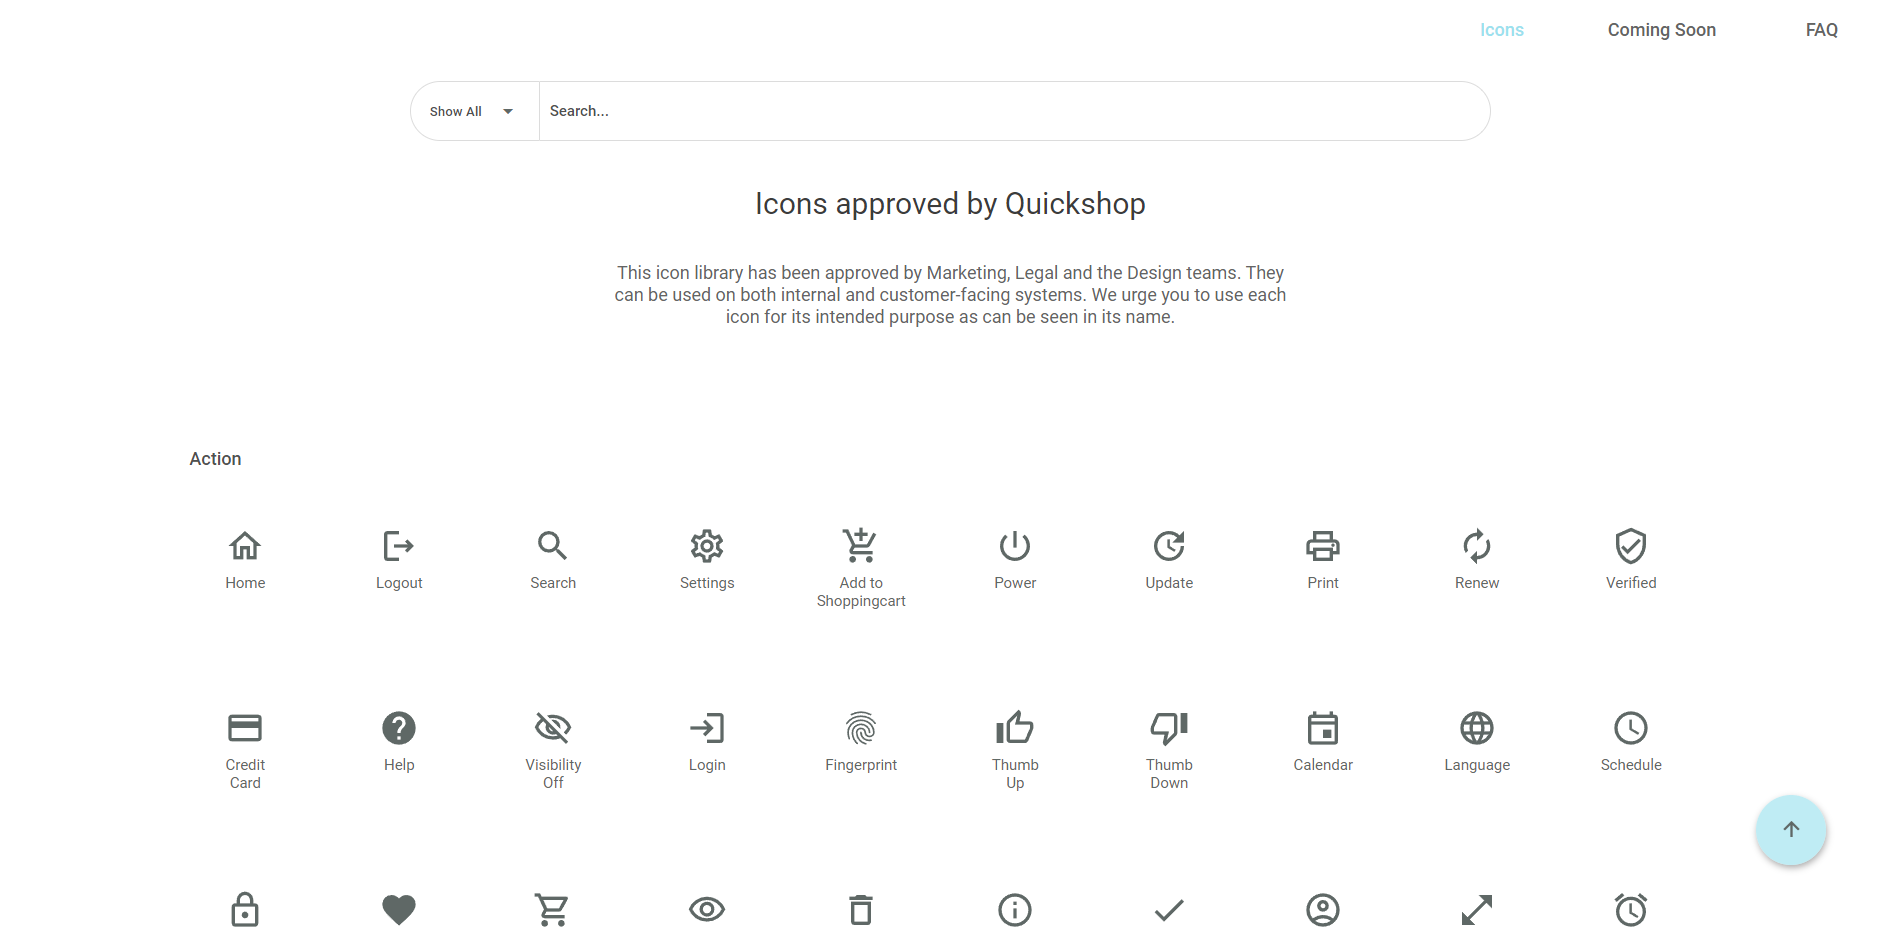 Icons
Coming Soon
FAQ
Show All
Search...
Icons approved by Quickshop
This icon library has been approved by Marketing, Legal and the Design teams. They
can be used on both internal and customer-facing systems. We urge you to use each
icon for its intended purpose as can be seen in its name.
Action
Home
Logout
Search
Settings
Add to
Shoppingcart
Power
Update
Print
Renew
Verified
Credit
Card
Help
Visibility
Off
Login
Fingerprint
Thumb
Up
Thumb
Down
Calendar
Language
Schedule